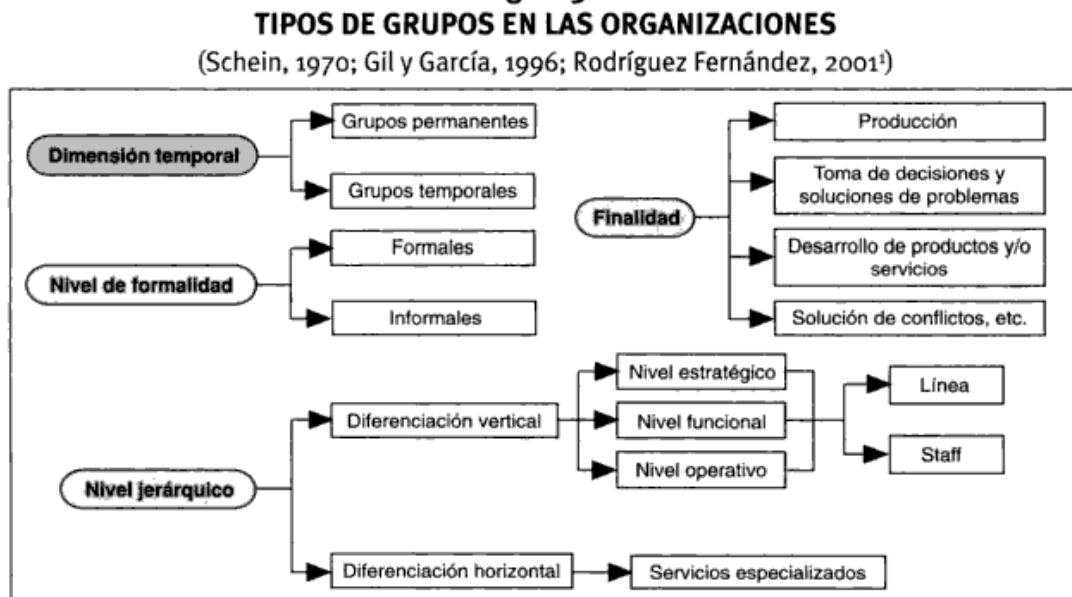 TIPOS DE GRUPOS EN LAS ORGANIZACIONES
(Schein, 1970; Gil y García, 1996; Rodríguez Fernández, 2001¹)
Dimensión temporal
Grupos permanentes
Grupos temporales
Nivel de formalidad
Formales
Informales
Finalidad
Producción
Toma de decisiones y
soluciones de problemas
Desarrollo de productos y/o
servicios
Solución de conflictos, etc.
Nivel jerárquico
Diferenciación vertical
Nivel estratégico
Nivel funcional
Nivel operativo
Línea
Staff
Diferenciación horizontal
Servicios especializados